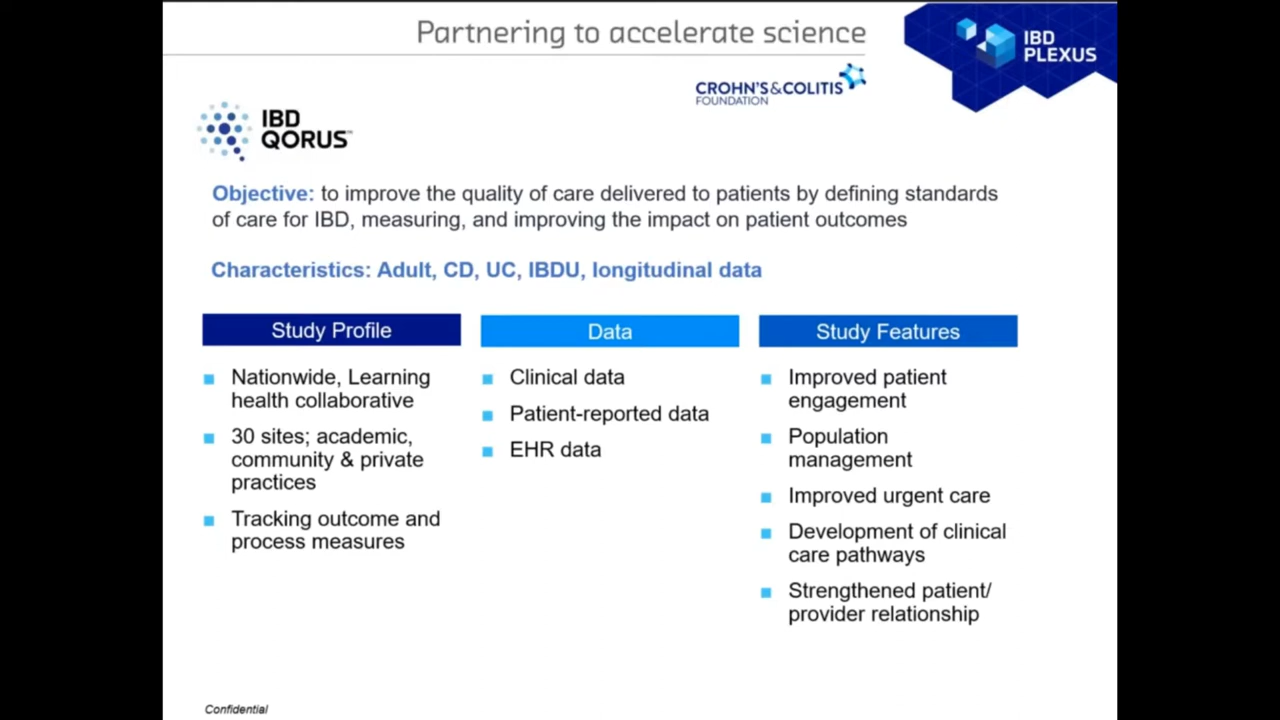 Partnering to accelerate science
IBD
PLEXUS
CROHN'S&COLITIS
FOUNDATION
IBD
QORUS™
Objective: to improve the quality of care delivered to patients by defining standards
of care for IBD, measuring, and improving the impact on patient outcomes
Characteristics: Adult, CD, UC, IBDU, longitudinal data
Study Profile
Nationwide, Learning
health collaborative
30 sites; academic,
community & private
practices
Tracking outcome and
process measures
Data
Clinical data
Patient-reported data
EHR data
Study Features
Improved patient
engagement
Population
management
Improved urgent care
Development of clinical
care pathways
Strengthened patient/
provider relationship
Confidential